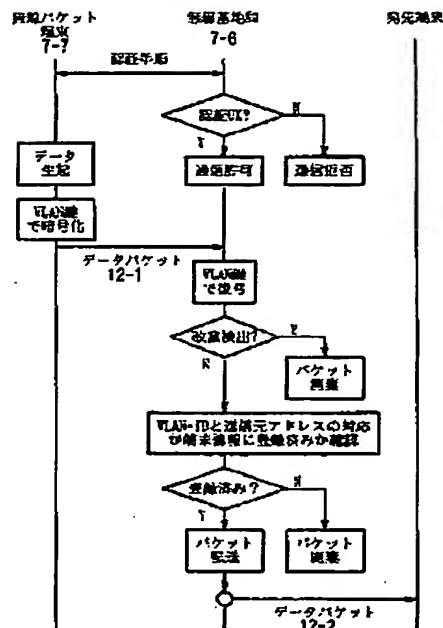 無線パケット
端末
7-7
無線基地局
7-6
宛先端末
認証手順
認証OK?
N
Y
データ
生起
通信許可
通信拒否
VLAN鍵
で暗号化
データパケット
12-1
VLAN鍵
で復号
改竄検出?
Y
N
パケット
廃棄
VLAN-IDと送信元アドレスの対応
が端末情報に登録済みか確認
登録済み?
N
Y
パケット
転送
パケット
廃棄
データパケット
12-2